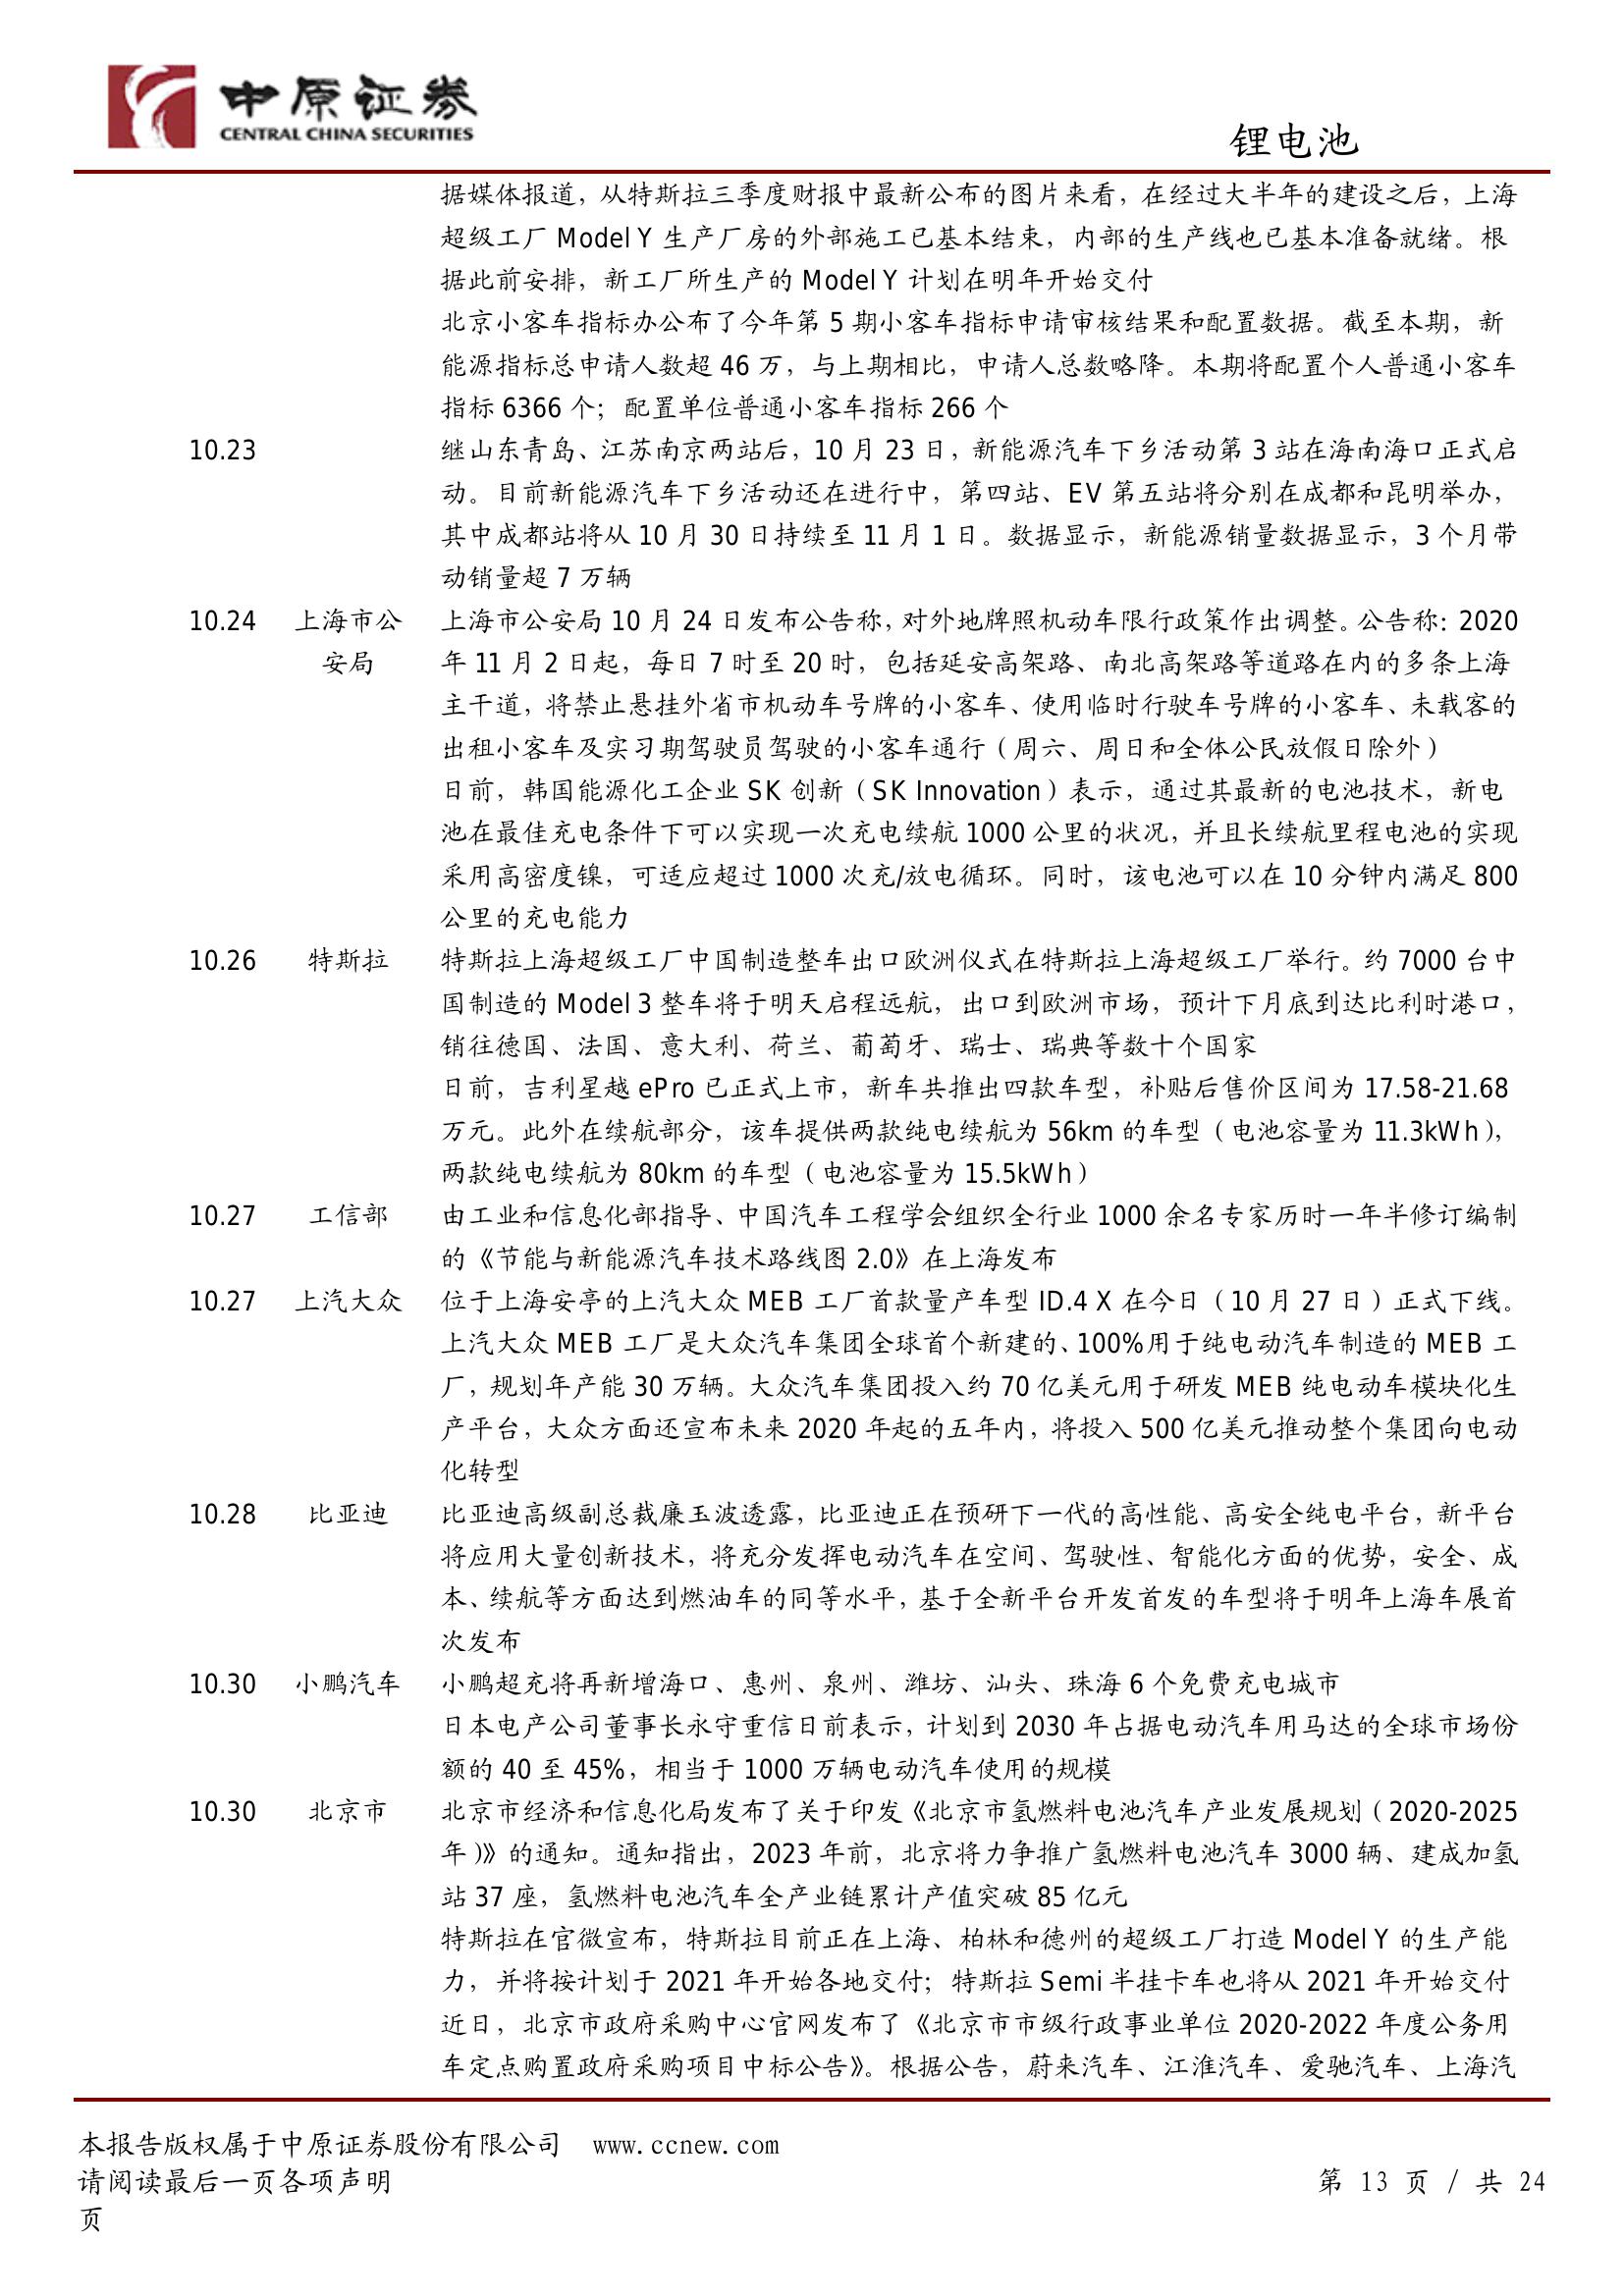 中原证券
CENTRAL CHINA SECURITIES
锂电池
据媒体报道，从特斯拉三季度财报中最新公布的图片来看，在经过大半年的建设之后，上海
超级工厂 Model Y 生产厂房的外部施工已基本结束，内部的生产线也已基本准备就绪。根
据此前安排，新工厂所生产的 Model Y 计划在明年开始交付
北京小客车指标办公布了今年第 5 期小客车指标申请审核结果和配置数据。截至本期，新
能源指标总申请人数超 46 万，与上期相比，申请人总数略降。本期将配置个人普通小客车
指标 6366 个；配置单位普通小客车指标 266 个
10.23 继山东青岛、江苏南京两站后，10 月 23 日，新能源汽车下乡活动第 3 站在海南海口正式启
动。目前新能源汽车下乡活动还在进行中，第四站、EV 第五站将分别在成都和昆明举办，
其中成都站将从 10 月 30 日持续至 11 月 1 日。数据显示，新能源销量数据显示，3 个月带
动销量超 7 万辆
10.24 上海市公 上海市公安局 10 月 24 日发布公告称，对外地牌照机动车限行政策作出调整。公告称：2020
安局 年 11 月 2 日起，每日 7 时至 20 时，包括延安高架路、南北高架路等道路在内的多条上海
主干道，将禁止悬挂外省市机动车号牌的小客车、使用临时行驶车号牌的小客车、未载客的
出租小客车及实习期驾驶员驾驶的小客车通行（周六、周日和全体公民放假日除外）
日前，韩国能源化工企业 SK 创新（SK Innovation）表示，通过其最新的电池技术，新电
池在最佳充电条件下可以实现一次充电续航 1000 公里的状况，并且长续航里程电池的实现
采用高密度镍，可适应超过 1000 次充/放电循环。同时，该电池可以在 10 分钟内满足 800
公里的充电能力
10.26 特斯拉 特斯拉上海超级工厂中国制造整车出口欧洲仪式在特斯拉上海超级工厂举行。约 7000 台中
国制造的 Model 3 整车将于明天启程远航，出口到欧洲市场，预计下月底到达比利时港口，
销往德国、法国、意大利、荷兰、葡萄牙、瑞士、瑞典等数十个国家
日前，吉利星越 ePro 已正式上市，新车共推出四款车型，补贴后售价区间为 17.58-21.68
万元。此外在续航部分，该车提供两款纯电续航为 56km 的车型（电池容量为 11.3kWh），
两款纯电续航为 80km 的车型（电池容量为 15.5kWh）
10.27 工信部 由工业和信息化部指导、中国汽车工程学会组织全行业 1000 余名专家历时一年半修订编制
的《节能与新能源汽车技术路线图 2.0》在上海发布
10.27 上汽大众 位于上海安亭的上汽大众 MEB 工厂首款量产车型 ID.4 X 在今日（10 月 27 日）正式下线。
上汽大众 MEB 工厂是大众汽车集团全球首个新建的、100%用于纯电动汽车制造的 MEB 工
厂，规划年产能 30 万辆。大众汽车集团投入约 70 亿美元用于研发 MEB 纯电动车模块化生
产平台，大众方面还宣布未来 2020 年起的五年内，将投入 500 亿美元推动整个集团向电动
化转型
10.28 比亚迪 比亚迪高级副总裁廉玉波透露，比亚迪正在预研下一代的高性能、高安全纯电平台，新平台
将应用大量创新技术，将充分发挥电动汽车在空间、驾驶性、智能化方面的优势，安全、成
本、续航等方面达到燃油车的同等水平，基于全新平台开发首发的车型将于明年上海车展首
次发布
10.30 小鹏汽车 小鹏超充将再新增海口、惠州、泉州、潍坊、汕头、珠海 6 个免费充电城市
日本电产公司董事长永守重信日前表示，计划到 2030 年占据电动汽车用马达的全球市场份
额的 40 至 45%，相当于 1000 万辆电动汽车使用的规模
10.30 北京市 北京市经济和信息化局发布了关于印发《北京市氢燃料电池汽车产业发展规划（2020-2025
年）》的通知。通知指出，2023 年前，北京将力争推广氢燃料电池汽车 3000 辆、建成加氢
站 37 座，氢燃料电池汽车全产业链累计产值突破 85 亿元
特斯拉在官微宣布，特斯拉目前正在上海、柏林和德州的超级工厂打造 Model Y 的生产能
力，并将按计划于 2021 年开始各地交付；特斯拉 Semi 半挂卡车也将从 2021 年开始交付
近日，北京市政府采购中心官网发布了《北京市市级行政事业单位 2020-2022 年度公务用
车定点购置政府采购项目中标公告》。根据公告，蔚来汽车、江淮汽车、爱驰汽车、上海汽
本报告版权属于中原证券股份有限公司 www.ccnew.com
请阅读最后一页各项声明 第 13 页 / 共 24
页